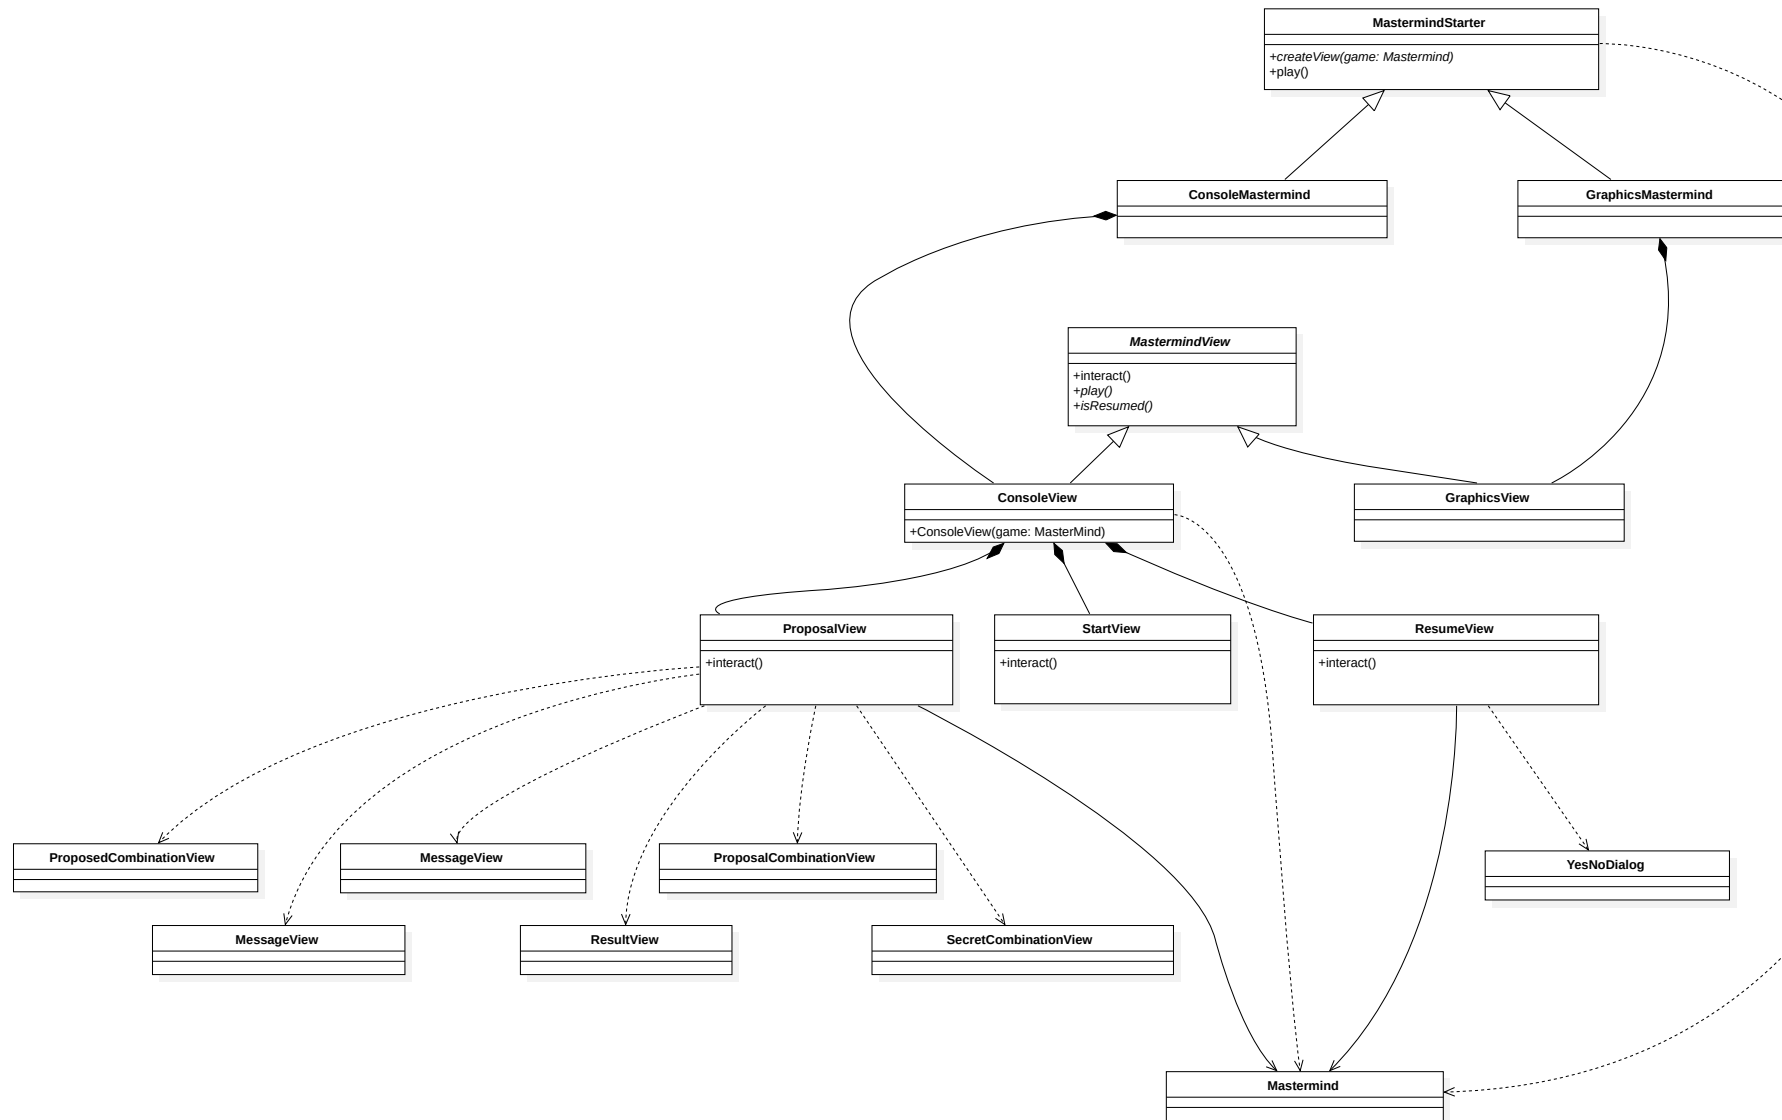 MastermindStarter
+createView(game: Mastermind)
+play()
ConsoleMastermind
GraphicsMastermind
MastermindView
+interact()
+play()
+isResumed()
ConsoleView
+ConsoleView(game: MasterMind)
GraphicsView
ProposalView
+interact()
StartView
+interact()
ResumeView
+interact()
ProposedCombinationView
MessageView
ProposalCombinationView
YesNoDialog
MessageView
ResultView
SecretCombinationView
Mastermind